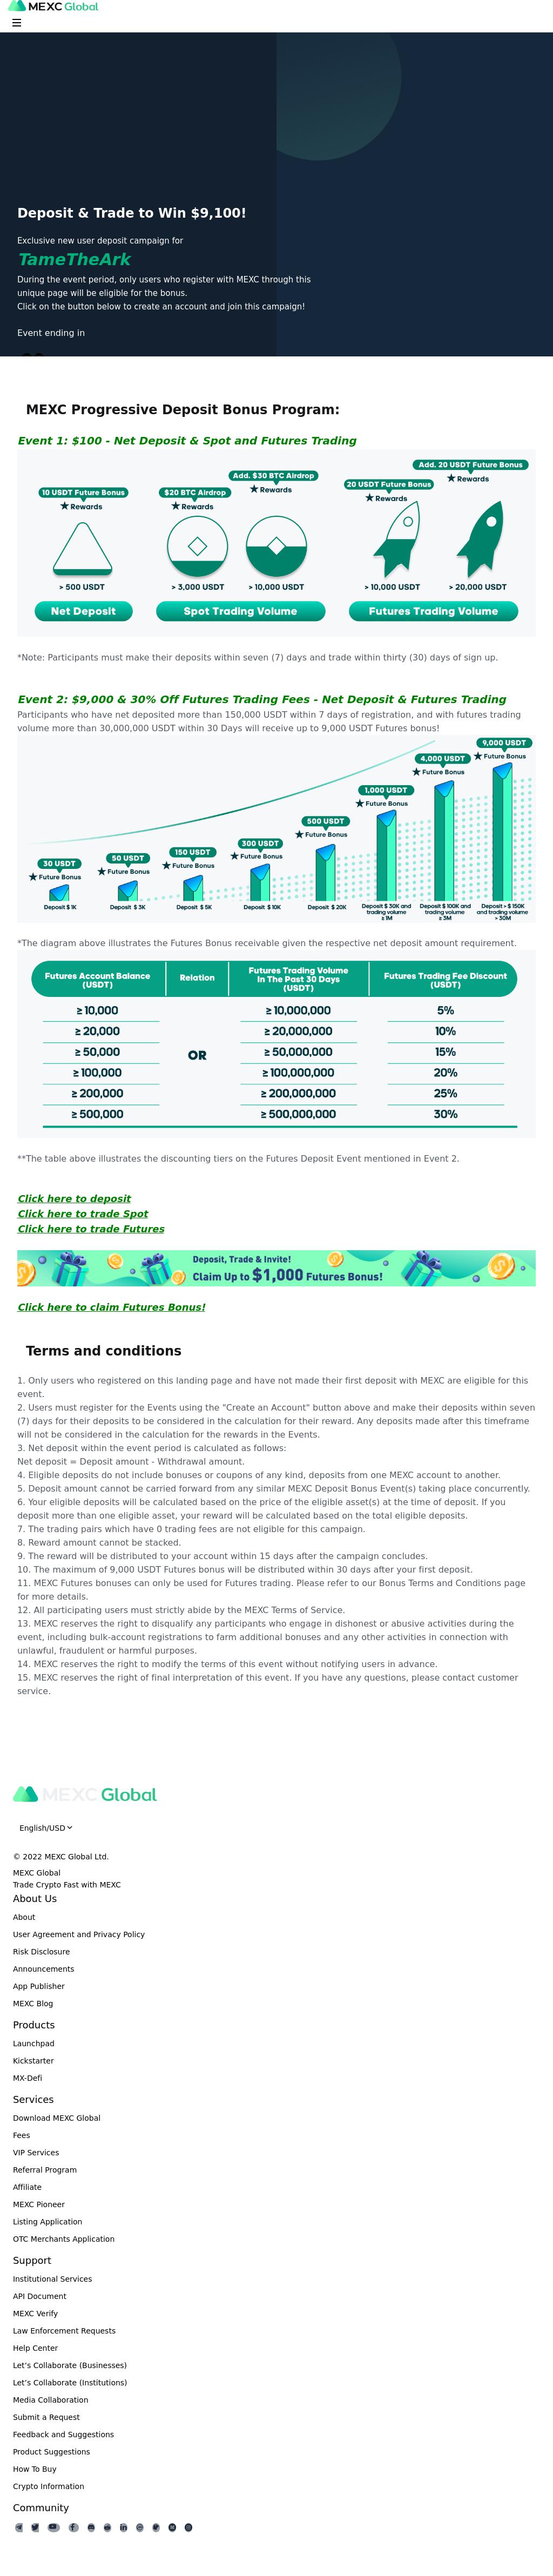 MEXC Global
Deposit & Trade to Win $9,100!
Exclusive new user deposit campaign for
TameTheArk
During the event period, only users who register with MEXC through this
unique page will be eligible for the bonus.
Click on the button below to create an account and join this campaign!
Event ending in
MEXC Progressive Deposit Bonus Program:
Event 1: $100 - Net Deposit & Spot and Futures Trading
10 USDT Future Bonus
Rewards
> 500 USDT
Net Deposit
$20 BTC Airdrop
Rewards
> 3,000 USDT
Add. $30 BTC Airdrop
Rewards
> 10,000 USDT
Spot Trading Volume
20 USDT Future Bonus
Rewards
> 10,000 USDT
Add. 20 USDT Future Bonus
Rewards
> 20,000 USDT
Futures Trading Volume
*Note: Participants must make their deposits within seven (7) days and trade within thirty (30) days of sign up.
Event 2: $9,000 & 30% Off Futures Trading Fees - Net Deposit & Futures Trading
Participants who have net deposited more than 150,000 USDT within 7 days of registration, and with futures trading
volume more than 30,000,000 USDT within 30 Days will receive up to 9,000 USDT Futures bonus!
30 USDT
Future Bonus
Deposit $ 1K
50 USDT
Future Bonus
Deposit $ 3K
150 USDT
Future Bonus
Deposit $ 5K
300 USDT
Future Bonus
Deposit $ 10K
500 USDT
Future Bonus
Deposit $ 20K
1,000 USDT
Future Bonus
Deposit $ 30K and
trading volume
≥ 1M
4,000 USDT
Future Bonus
Deposit $ 100K and
trading volume
≥ 3M
9,000 USDT
Future Bonus
Deposit > $ 150K
and trading volume
> 30M
*The diagram above illustrates the Futures Bonus receivable given the respective net deposit amount requirement.
Futures Account Balance
(USDT)
Relation
Futures Trading Volume
In The Past 30 Days
(USDT)
Futures Trading Fee Discount
(USDT)
≥ 10,000 ≥ 10,000,000 5%
≥ 20,000 ≥ 20,000,000 10%
≥ 50,000 OR ≥ 50,000,000 15%
≥ 100,000 ≥ 100,000,000 20%
≥ 200,000 ≥ 200,000,000 25%
≥ 500,000 ≥ 500,000,000 30%
**The table above illustrates the discounting tiers on the Futures Deposit Event mentioned in Event 2.
Click here to deposit
Click here to trade Spot
Click here to trade Futures
Deposit, Trade & Invite!
Claim Up to $1,000 Futures Bonus!
Click here to claim Futures Bonus!
Terms and conditions
1. Only users who registered on this landing page and have not made their first deposit with MEXC are eligible for this
event.
2. Users must register for the Events using the "Create an Account" button above and make their deposits within seven
(7) days for their deposits to be considered in the calculation for their reward. Any deposits made after this timeframe
will not be considered in the calculation for the rewards in the Events.
3. Net deposit within the event period is calculated as follows:
Net deposit = Deposit amount - Withdrawal amount.
4. Eligible deposits do not include bonuses or coupons of any kind, deposits from one MEXC account to another.
5. Deposit amount cannot be carried forward from any similar MEXC Deposit Bonus Event(s) taking place concurrently.
6. Your eligible deposits will be calculated based on the price of the eligible asset(s) at the time of deposit. If you
deposit more than one eligible asset, your reward will be calculated based on the total eligible deposits.
7. The trading pairs which have 0 trading fees are not eligible for this campaign.
8. Reward amount cannot be stacked.
9. The reward will be distributed to your account within 15 days after the campaign concludes.
10. The maximum of 9,000 USDT Futures bonus will be distributed within 30 days after your first deposit.
11. MEXC Futures bonuses can only be used for Futures trading. Please refer to our Bonus Terms and Conditions page
for more details.
12. All participating users must strictly abide by the MEXC Terms of Service.
13. MEXC reserves the right to disqualify any participants who engage in dishonest or abusive activities during the
event, including bulk-account registrations to farm additional bonuses and any other activities in connection with
unlawful, fraudulent or harmful purposes.
14. MEXC reserves the right to modify the terms of this event without notifying users in advance.
15. MEXC reserves the right of final interpretation of this event. If you have any questions, please contact customer
service.
MEXC Global
English/USD
© 2022 MEXC Global Ltd.
MEXC Global
Trade Crypto Fast with MEXC
About Us
About
User Agreement and Privacy Policy
Risk Disclosure
Announcements
App Publisher
MEXC Blog
Products
Launchpad
Kickstarter
MX-Defi
Services
Download MEXC Global
Fees
VIP Services
Referral Program
Affiliate
MEXC Pioneer
Listing Application
OTC Merchants Application
Support
Institutional Services
API Document
MEXC Verify
Law Enforcement Requests
Help Center
Let’s Collaborate (Businesses)
Let’s Collaborate (Institutions)
Media Collaboration
Submit a Request
Feedback and Suggestions
Product Suggestions
How To Buy
Crypto Information
Community